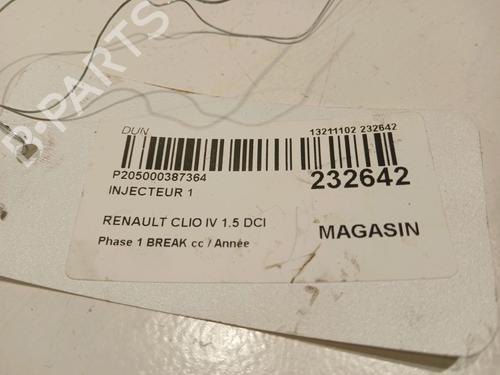 B-PARTS
DUN
13211102 232642
P205000387364
INJECTEUR 1
232642
RENAULT CLIO IV 1.5 DCI
MAGASIN
Phase 1 BREAK cc / Année